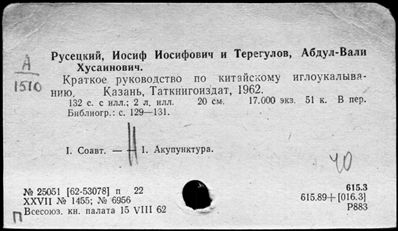 Русецкий, Иосиф Иосифович и Терегулов, Абдул-Вали
Хусаинович.
А
1510
Краткое руководство по китайскому иглоукалыва-
нию. Казань, Таткнигоиздат, 1962.
132 с. с илл.; 2 л. илл. 20 см. 17.000 экз. 51 к. В пер.
Библиогр.: с. 129—131.
I. Соавт. — 1. Акупунктура.
40
№ 25051 [62-53078] п 22
XXVII № 1455; № 6956
Всесоюз. кн. палата 15 VIII 62
П
615.3
615.89+[016.3]
Р883